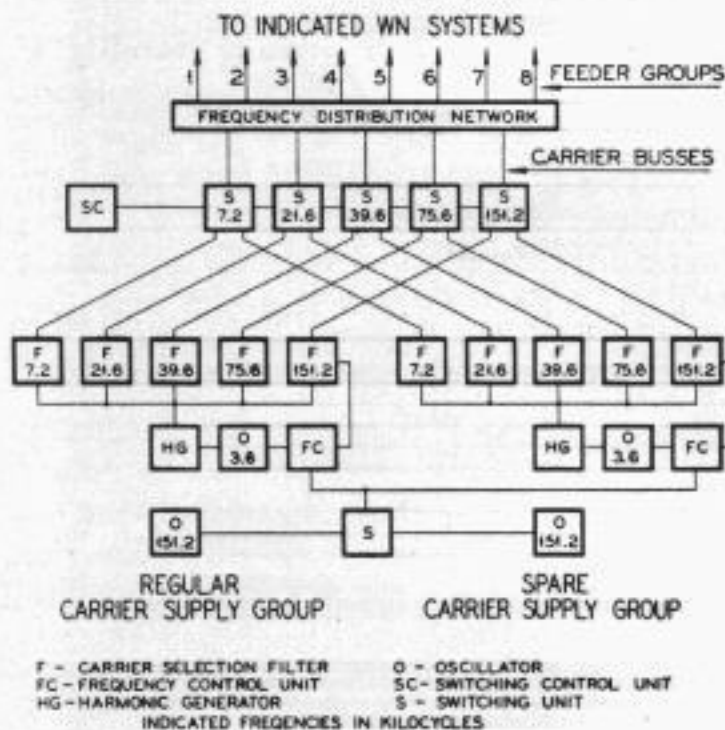 TO INDICATED WN SYSTEMS
1 2 3 4 5 6 7 8
FEEDER GROUPS
FREQUENCY DISTRIBUTION NETWORK
CARRIER BUSSES
SC
S 7.2
S 21.6
S 39.6
S 75.6
S 151.2
F 7.2
F 21.6
F 39.6
F 75.6
F 151.2
F 7.2
F 21.6
F 39.6
F 75.6
F 151.2
HG
O 3.6
FC
HG
O 3.6
FC
O 151.2
S
O 151.2
REGULAR
CARRIER SUPPLY GROUP
SPARE
CARRIER SUPPLY GROUP
F - CARRIER SELECTION FILTER
O - OSCILLATOR
FC - FREQUENCY CONTROL UNIT
SC - SWITCHING CONTROL UNIT
HG - HARMONIC GENERATOR
S - SWITCHING UNIT
INDICATED FREQENCIES IN KILOCYCLES